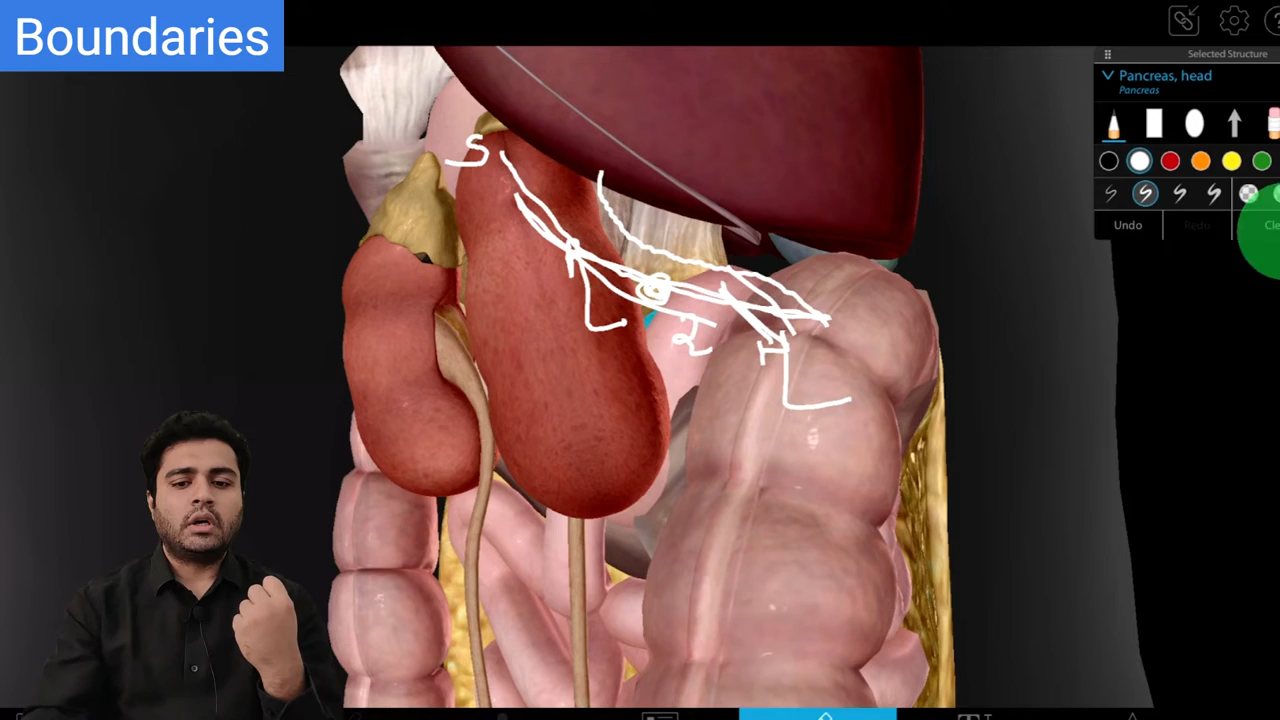 Boundaries
Selected Structure
Pancreas, head
Pancreas
Undo
Redo
S
L
I
H
L